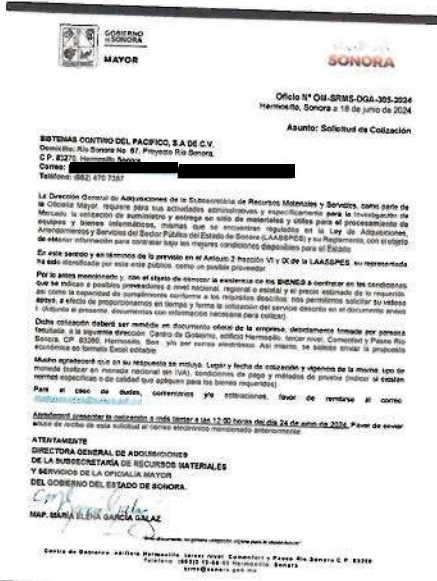 GOBIERNO
DE SONORA
MAYOR
SONORA
Oficio N° OM-SRMS-DGA-305-2024
Hermosillo, Sonora a 18 de junio de 2024
Asunto: Solicitud de Cotización
SISTEMAS CONTINO DEL PACIFICO, S.A DE C.V.
Domicilio: Río Sonora No. 67, Proyecto Río Sonora,
C.P. 83270, Hermosillo Sonora
Correo:
Teléfono: (662) 470 7357
La Dirección General de Adquisiciones de la Subsecretaría de Recursos Materiales y Servicios, como parte de
la Oficialía Mayor, requiere para sus actividades administrativas y específicamente para la Investigación de
Mercado, la cotización de suministro y entrega en sitio de materiales y útiles para el procesamiento de
equipos y bienes informáticos, mismas que se encuentran regulados en la Ley de Adquisiciones,
Arrendamientos y Servicios del Sector Público del Estado de Sonora (LAASSPES) y su Reglamento, con el objeto
de obtener información para contratar bajo las mejores condiciones disponibles para el Estado
En este sentido y en términos de lo previsto en el Artículo 2 fracción VI y IX de la LAASSPES, su representada
ha sido identificada por este ente público, como un posible proveedor.
Por lo antes mencionado y, con el objeto de conocer la existencia de los BIENES a contratar en las condiciones
que se indican a posibles proveedores a nivel nacional, regional o estatal y el precio estimado de lo requerido,
así como la capacidad de cumplimiento conforme a los requisitos descritos, nos permitimos solicitar su valioso
apoyo, a efecto de proporcionarnos en tiempo y forma la cotización del servicio descrito en el documento anexo
I. (Adjunto al presente, documentos con información necesaria para cotizar).
Dicha cotización deberá ser remitida en documento oficial de la empresa, debidamente firmada por persona
facultada, a la siguiente dirección: Centro de Gobierno, edificio Hermosillo, tercer nivel, Comonfort y Paseo Río
Sonora, CP. 83280, Hermosillo, Son. y/o por correo electrónico. Así mismo, se solicita enviar la propuesta
económica en formato Excel editable.
Mucho agradeceré que en su respuesta se incluya: Lugar y fecha de cotización y vigencia de la misma, tipo de
moneda (cotizar en moneda nacional sin IVA), condiciones de pago y métodos de prueba (indicar si existen
normas específicas o de calidad que apliquen para los bienes requeridos).
Para el caso de dudas, comentarios y/o aclaraciones, favor de remitirse al correo
Agradeceré presentar la cotización a más tardar a las 12:00 horas del día 24 de junio de 2024. Favor de enviar
acuse de recibo de esta solicitud al correo electrónico mencionado anteriormente.
ATENTAMENTE
DIRECTORA GENERAL DE ADQUISICIONES
DE LA SUBSECRETARÍA DE RECURSOS MATERIALES
Y SERVICIOS DE LA OFICIALÍA MAYOR
DEL GOBIERNO DEL ESTADO DE SONORA.
MAP. MARÍA ELENA GARCÍA GALAZ
Centro de Gobierno, edificio Hermosillo, tercer nivel, Comonfort y Paseo Río Sonora C.P. 83280
Hermosillo, Sonora